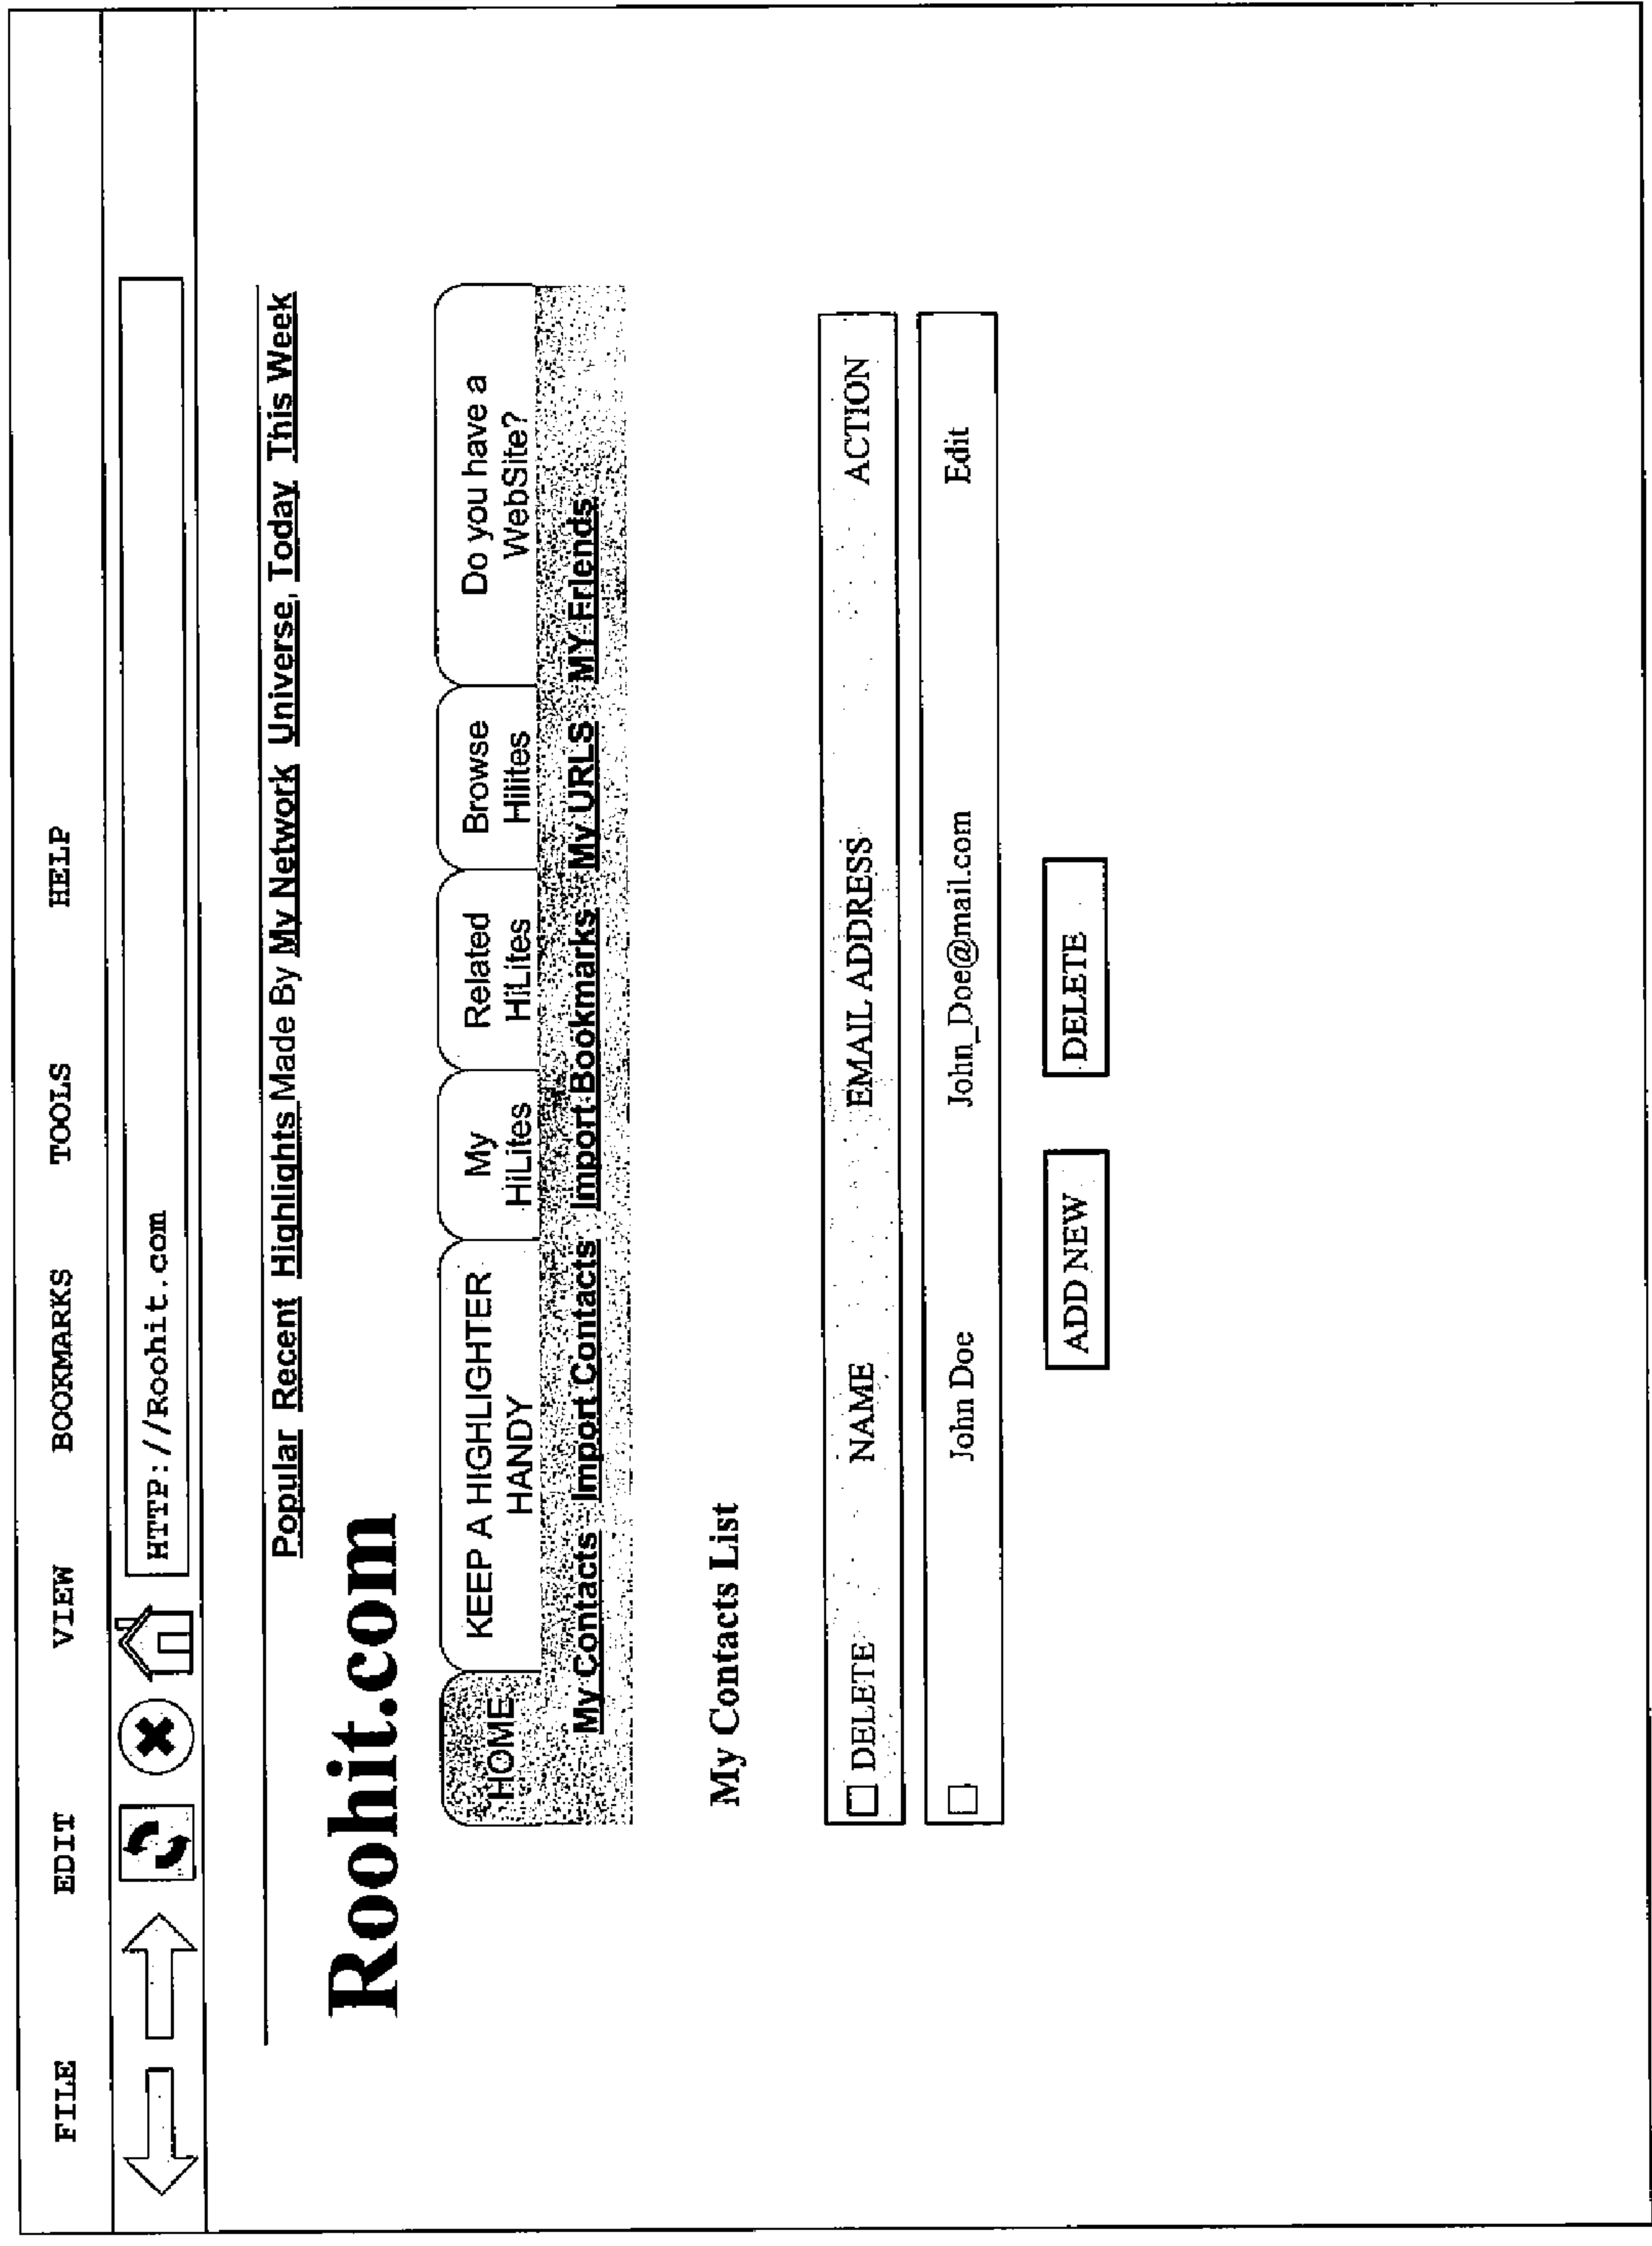 FILE EDIT VIEW BOOKMARKS TOOLS HELP
HTTP://Roohit.com
Popular Recent Highlights Made By My Network Universe, Today This Week
Roohit.com
HOME
KEEP A HIGHLIGHTER
HANDY
My
HiLites
Related
HiLites
Browse
Hilites
Do you have a
WebSite?
My Contacts Import Contacts Import Bookmarks My URLS MY Friends
My Contacts List
DELETE NAME EMAIL ADDRESS ACTION
John Doe John_Doe@mail.com Edit
ADD NEW DELETE